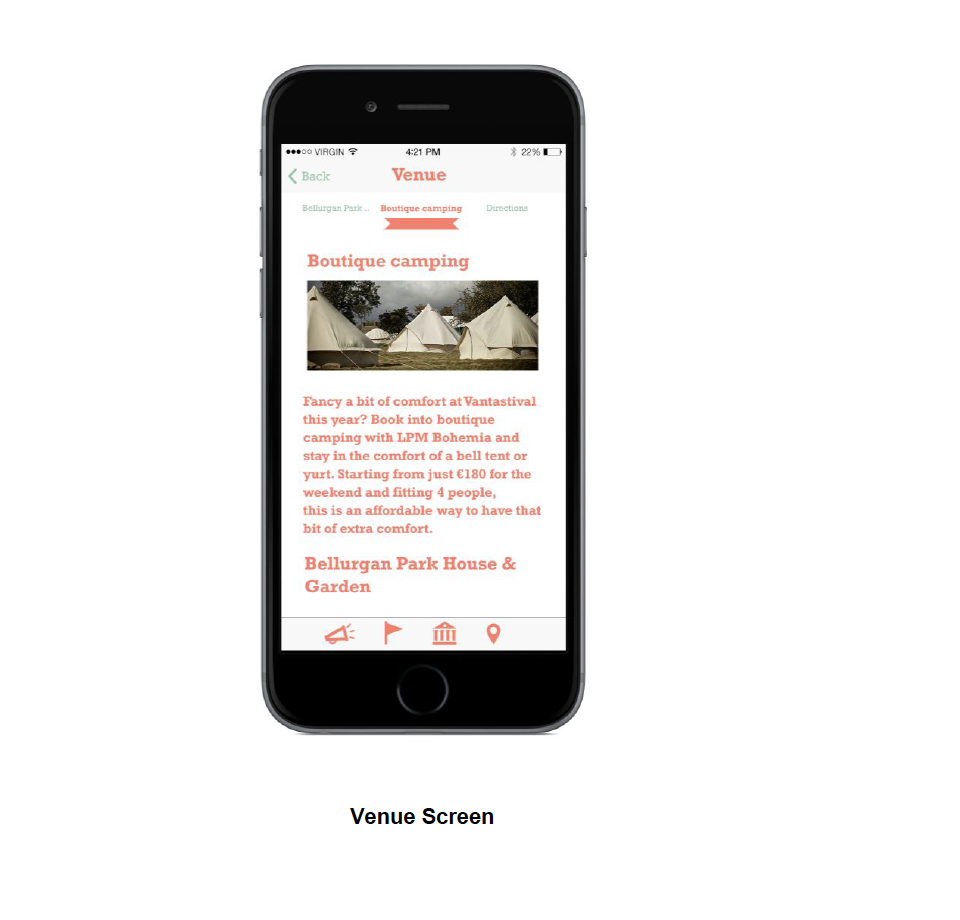 VIRGIN 4:21 PM 22%
Back Venue
Bellurgan Park ... Boutique camping Directions
Boutique camping
Fancy a bit of comfort at Vantastival
this year? Book into boutique
camping with LPM Bohemia and
stay in the comfort of a bell tent or
yurt. Starting from just €180 for the
weekend and fitting 4 people,
this is an affordable way to have that
bit of extra comfort.
Bellurgan Park House &
Garden
Venue Screen